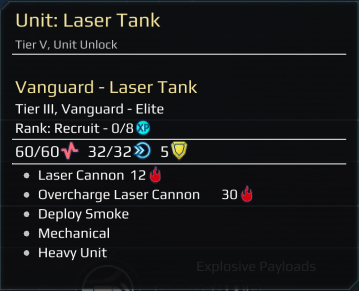 Unit: Laser Tank
Tier V, Unit Unlock
Vanguard - Laser Tank
Tier III, Vanguard - Elite
Rank: Recruit - 0/8 XP
60/60 32/32 5
Laser Cannon 12
Overcharge Laser Cannon 30
Deploy Smoke
Mechanical
Heavy Unit
Explosive Payloads